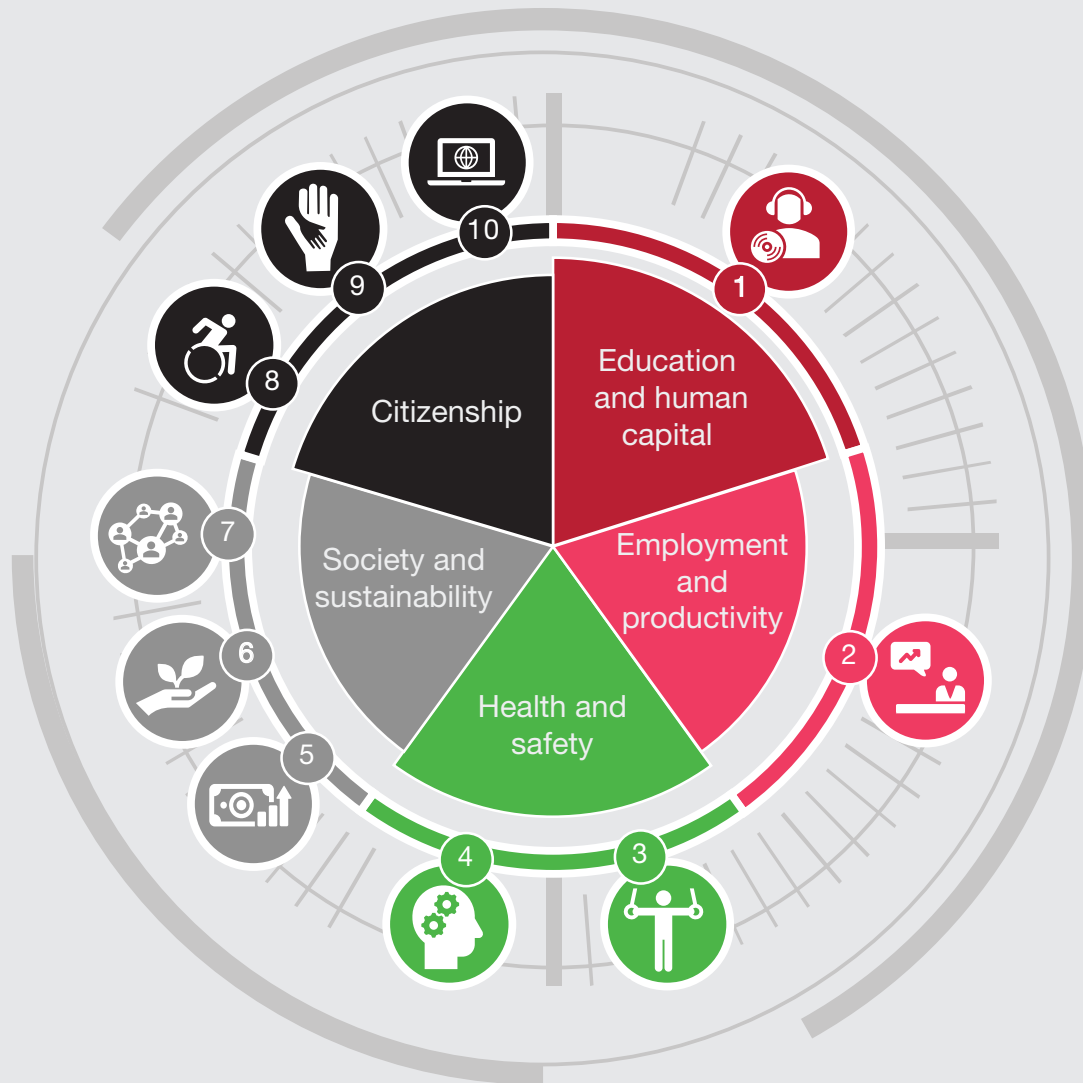 10
9
8
7
6
5
4
3
2
1
Education
and human
capital
Employment
and
productivity
Health and
safety
Society and
sustainability
Citizenship